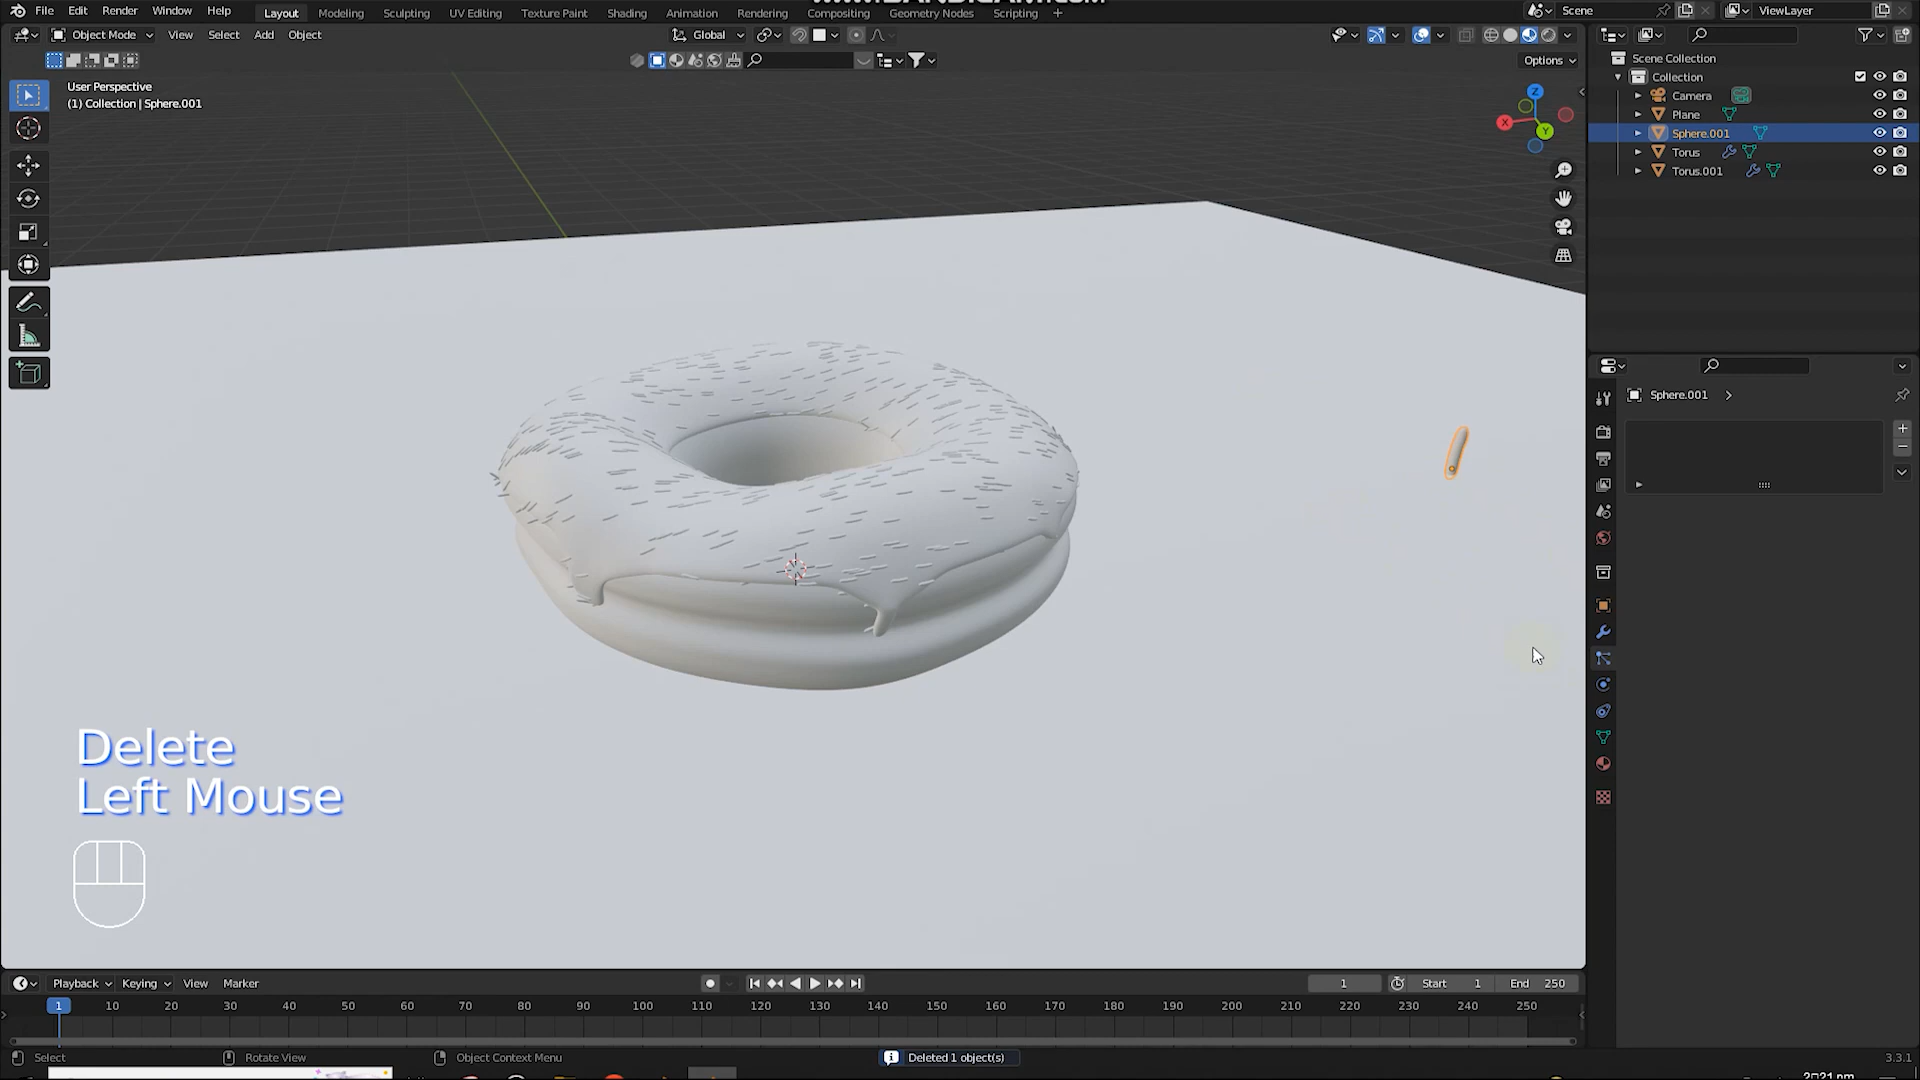 File Edit Render Window Help Layout Modeling Sculpting UV Editing Texture Paint Shading Animation Rendering Compositing Geometry Nodes Scripting + Scene ViewLayer
Object Mode View Select Add Object Global
Options
User Perspective
(1) Collection | Sphere.001
Z
X
Y
Scene Collection
Collection
Camera
Plane
Sphere.001
Torus
Torus.001
Sphere.001
Delete
Left Mouse
Playback Keying View Marker 1 Start 1 End 250
1 10 20 30 40 50 60 70 80 90 100 110 120 130 140 150 160 170 180 190 200 210 220 230 240 250
Select Rotate View Object Context Menu Deleted 1 object(s) 3.3.1